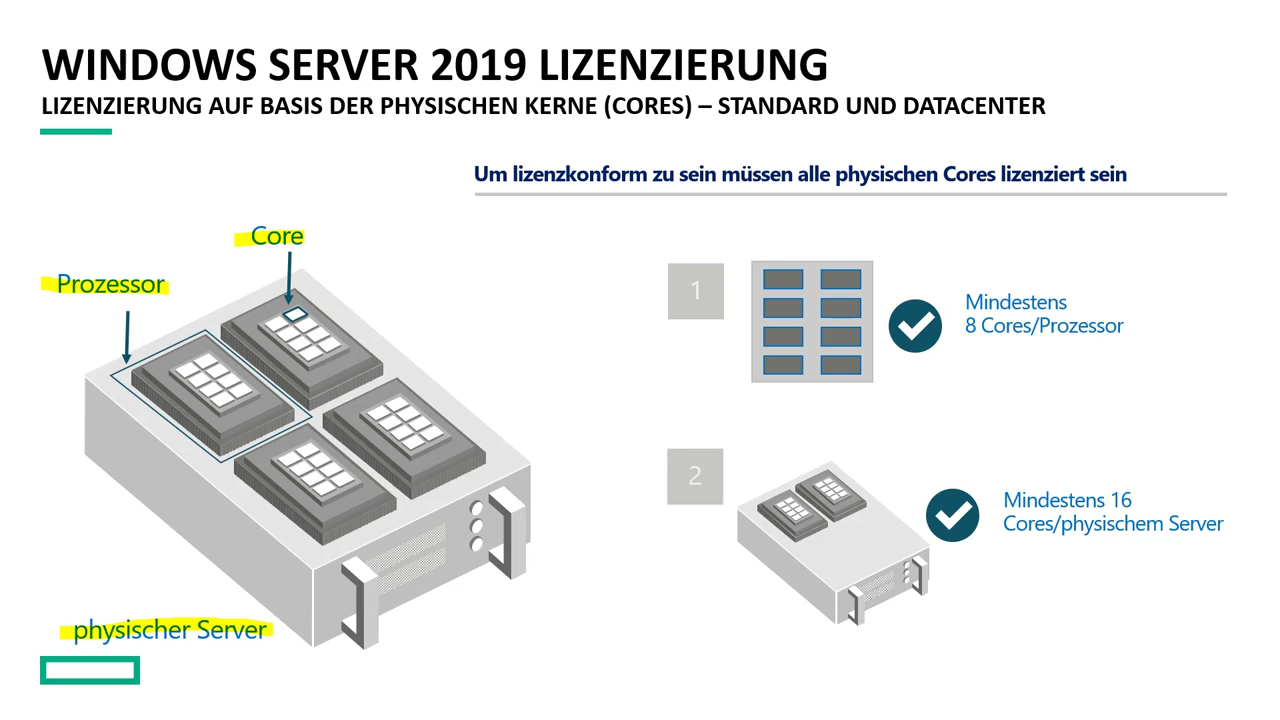 WINDOWS SERVER 2019 LIZENZIERUNG
LIZENZIERUNG AUF BASIS DER PHYSISCHEN KERNE (CORES) – STANDARD UND DATACENTER
Um lizenzkonform zu sein müssen alle physischen Cores lizenziert sein
Core
Prozessor
physischer Server
1
Mindestens
8 Cores/Prozessor
2
Mindestens 16
Cores/physischem Server